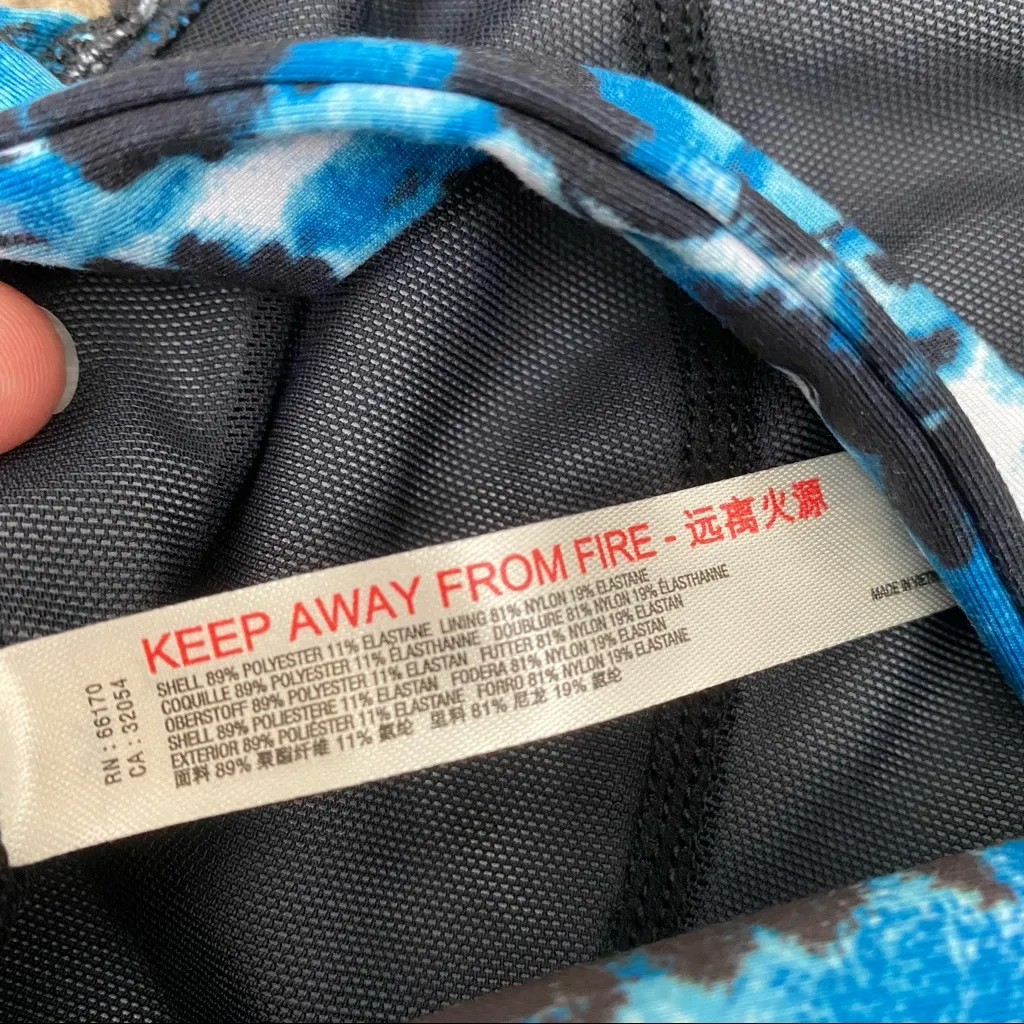 KEEP AWAY FROM FIRE - 远离火源
SHELL 89% POLYESTER 11% ELASTANE LINING 81% NYLON 19% ELASTANE
COQUILLE 89% POLYESTER 11% ÉLASTHANNE DOUBLURE 81% NYLON 19% ÉLASTHANNE
OBERSTOFF 89% POLYESTER 11% ELASTAN FUTTER 81% NYLON 19% ELASTAN
SHELL 89% POLIESTERE 11% ELASTAN FODERA 81% NYLON 19% ELASTAN
EXTERIOR 89% POLIÉSTER 11% ELASTANE FORRO 81% NYLON 19% ELASTANE
面料 89% 聚酯纤维 11% 氨纶 里料 81% 尼龙 19% 氨纶
RN : 66170
CA : 32054
MADE IN